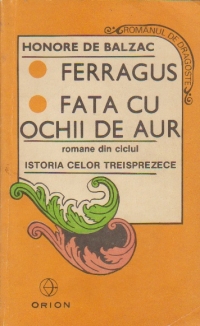 ROMANUL DE DRAGOSTE
HONORE DE BALZAC
FERRAGUS
FATA CU
OCHII DE AUR
romane din ciclul
ISTORIA CELOR TREISPREZECE
ORION